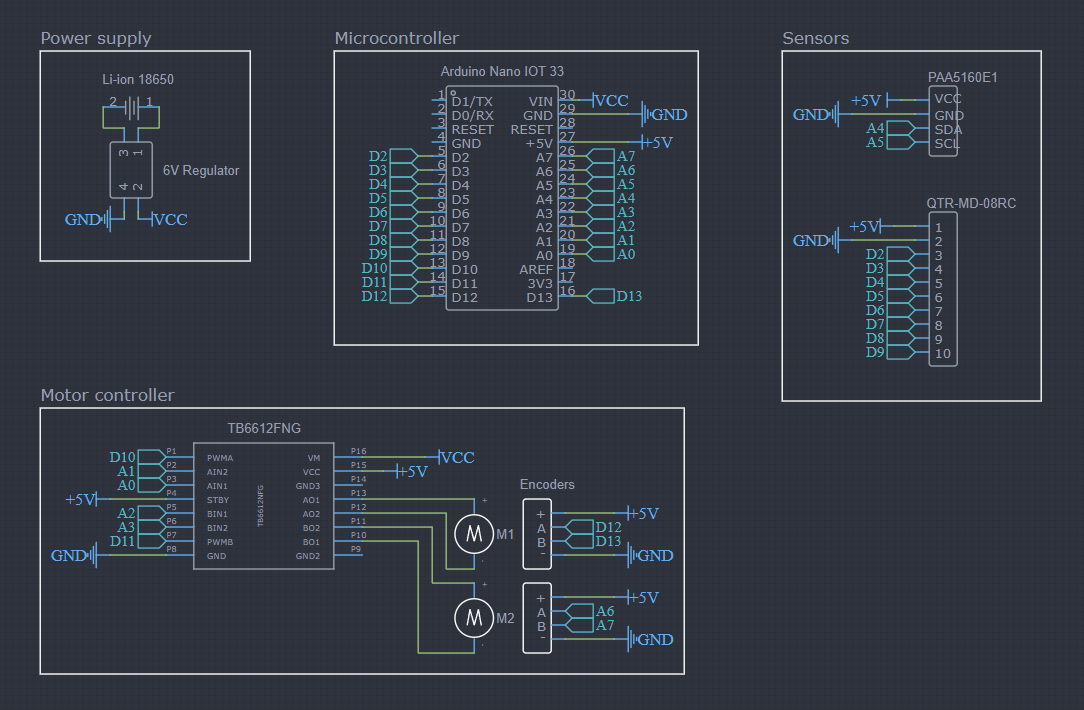 Power supply
Li-ion 18650
2 1
3 1
6V Regulator
4 2
GND VCC
Microcontroller
Arduino Nano IOT 33
1 D1/TX VIN 30 VCC
2 D0/RX GND 29 GND
3 RESET RESET 28
4 GND +5V 27 +5V
D2 5 D2 A7 26 A7
D3 6 D3 A6 25 A6
D4 7 D4 A5 24 A5
D5 8 D5 A4 23 A4
D6 9 D6 A3 22 A3
D7 10 D7 A2 21 A2
D8 11 D8 A1 20 A1
D9 12 D9 A0 19 A0
D10 13 D10 AREF 18
D11 14 D11 3V3 17
D12 15 D12 D13 16 D13
Sensors
PAA5160E1
+5V VCC
GND GND
A4 SDA
A5 SCL
QTR-MD-08RC
+5V 1
GND 2
D2 3
D3 4
D4 5
D5 6
D6 7
D7 8
D8 9
D9 10
Motor controller
TB6612FNG
D10 P1 PWMA VM P16 VCC
A1 P2 AIN2 VCC P15 +5V
A0 P3 AIN1 GND3 P14
+5V P4 STBY AO1 P13
A2 P5 BIN1 AO2 P12
A3 P6 BIN2 BO2 P11
D11 P7 PWMB BO1 P10
GND P8 GND GND2 P9
TB6612NFG
+
M M1
-
+
M M2
-
Encoders
+ +5V
A D12
B D13
- GND
+ +5V
A A6
B A7
- GND